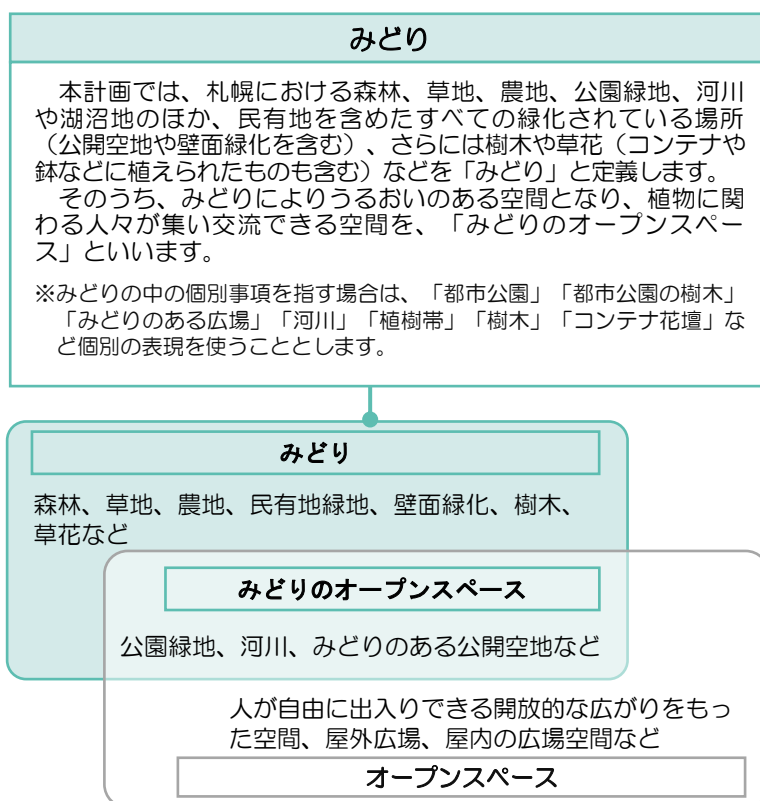 みどり
本計画では、札幌における森林、草地、農地、公園緑地、河川
や湖沼地のほか、民有地を含めたすべての緑化されている場所
（公開空地や壁面緑化を含む）、さらには樹木や草花（コンテナや
鉢などに植えられたものも含む）などを「みどり」と定義します。
そのうち、みどりによりうるおいのある空間となり、植物に関
わる人々が集い交流できる空間を、「みどりのオープンスペー
ス」といいます。
※みどりの中の個別事項を指す場合は、「都市公園」「都市公園の樹木」
「みどりのある広場」「河川」「植樹帯」「樹木」「コンテナ花壇」な
ど個別の表現を使うこととします。
みどり
森林、草地、農地、民有地緑地、壁面緑化、樹木、
草花など
みどりのオープンスペース
公園緑地、河川、みどりのある公開空地など
人が自由に出入りできる開放的な広がりをもっ
た空間、屋外広場、屋内の広場空間など
オープンスペース